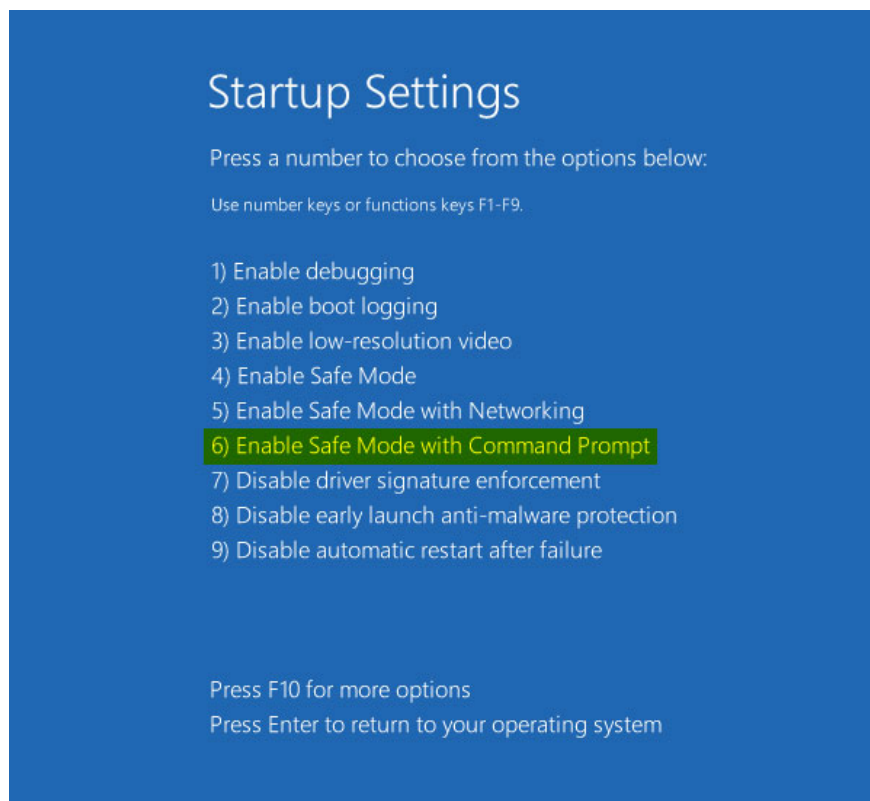 Startup Settings
Press a number to choose from the options below:
Use number keys or functions keys F1-F9.
1) Enable debugging
2) Enable boot logging
3) Enable low-resolution video
4) Enable Safe Mode
5) Enable Safe Mode with Networking
6) Enable Safe Mode with Command Prompt
7) Disable driver signature enforcement
8) Disable early launch anti-malware protection
9) Disable automatic restart after failure
Press F10 for more options
Press Enter to return to your operating system